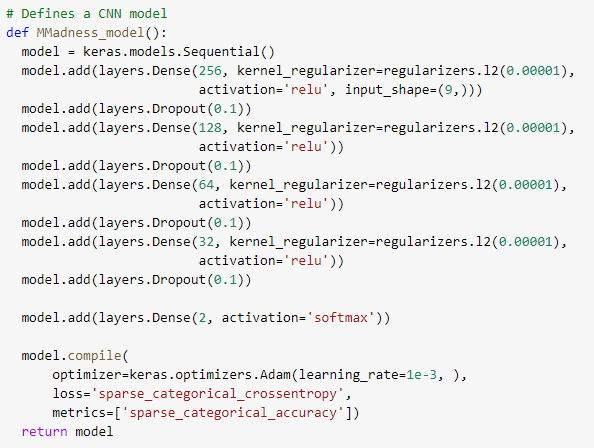 # Defines a CNN model
def MMadness_model():
  model = keras.models.Sequential()
  model.add(layers.Dense(256, kernel_regularizer=regularizers.l2(0.00001),
                         activation='relu', input_shape=(9,)))
  model.add(layers.Dropout(0.1))
  model.add(layers.Dense(128, kernel_regularizer=regularizers.l2(0.00001),
                         activation='relu'))
  model.add(layers.Dropout(0.1))
  model.add(layers.Dense(64, kernel_regularizer=regularizers.l2(0.00001),
                         activation='relu'))
  model.add(layers.Dropout(0.1))
  model.add(layers.Dense(32, kernel_regularizer=regularizers.l2(0.00001),
                         activation='relu'))
  model.add(layers.Dropout(0.1))

  model.add(layers.Dense(2, activation='softmax'))

  model.compile(
      optimizer=keras.optimizers.Adam(learning_rate=1e-3, ),
      loss='sparse_categorical_crossentropy',
      metrics=['sparse_categorical_accuracy'])
  return model